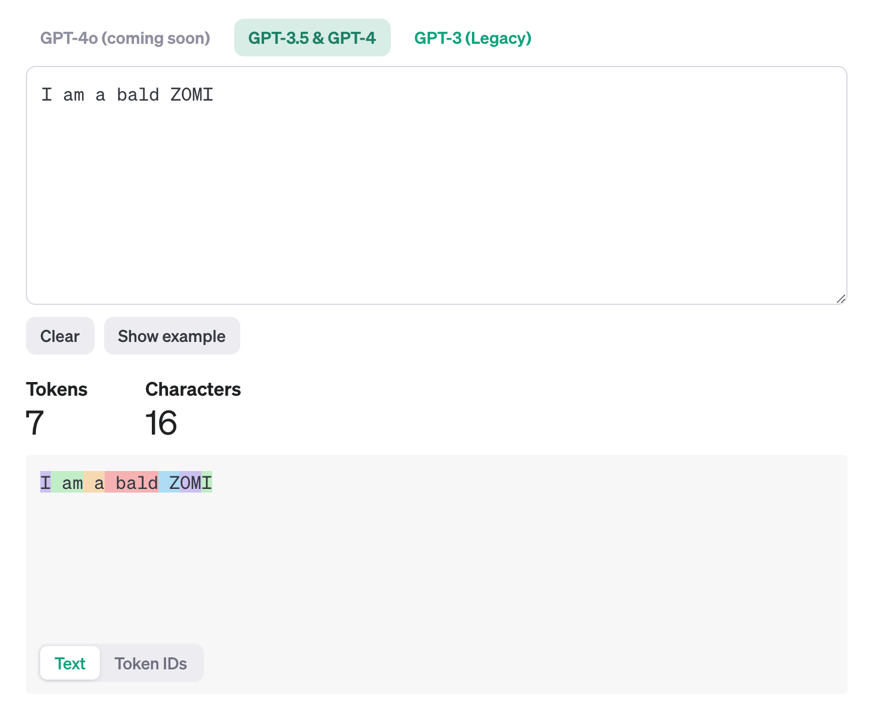 GPT-4o (coming soon) GPT-3.5 & GPT-4 GPT-3 (Legacy)
I am a bald ZOMI
Clear Show example
Tokens Characters
7 16
I am a bald ZOMI
Text Token IDs